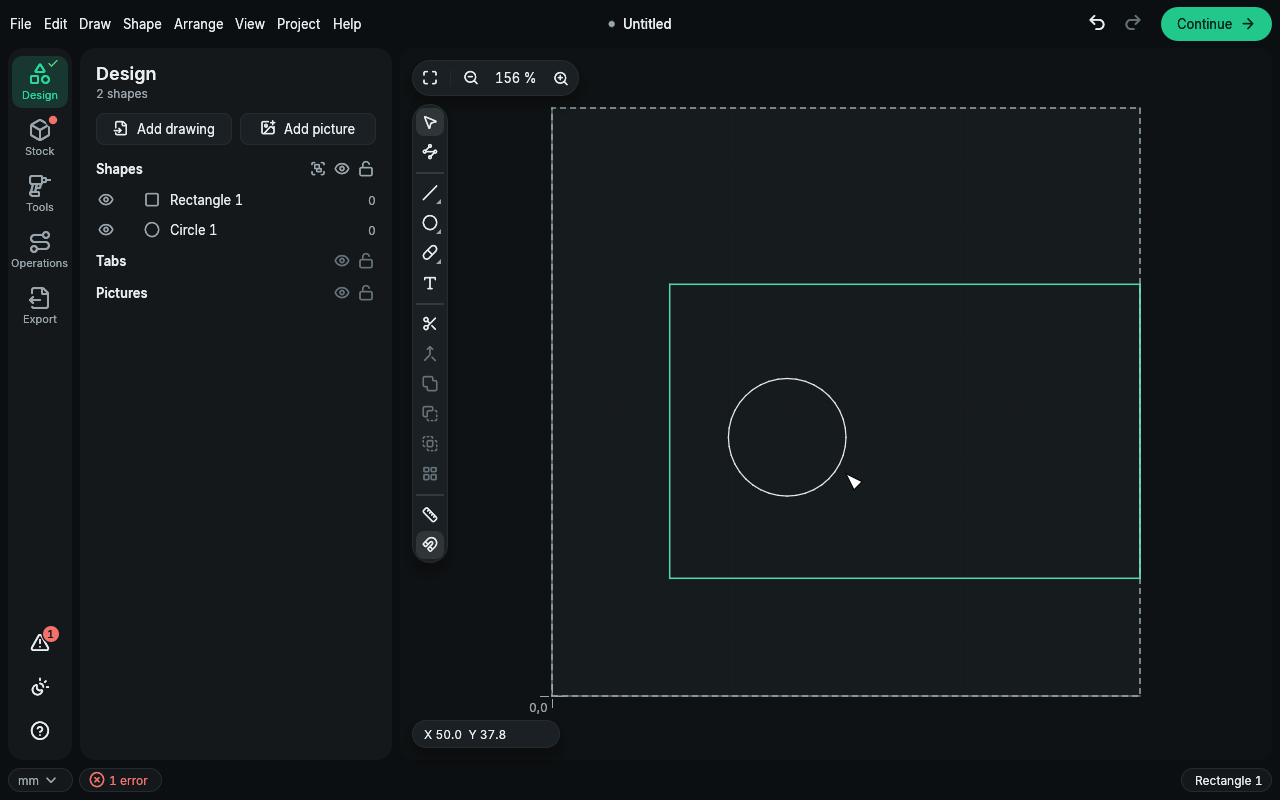 File Edit Draw Shape Arrange View Project Help
Untitled
Continue
Design
Stock
Tools
Operations
Export
1
Design
2 shapes
Add drawing
Add picture
Shapes
Rectangle 1 0
Circle 1 0
Tabs
Pictures
156 %
T
0,0
X 50.0 Y 37.8
mm
1 error
Rectangle 1